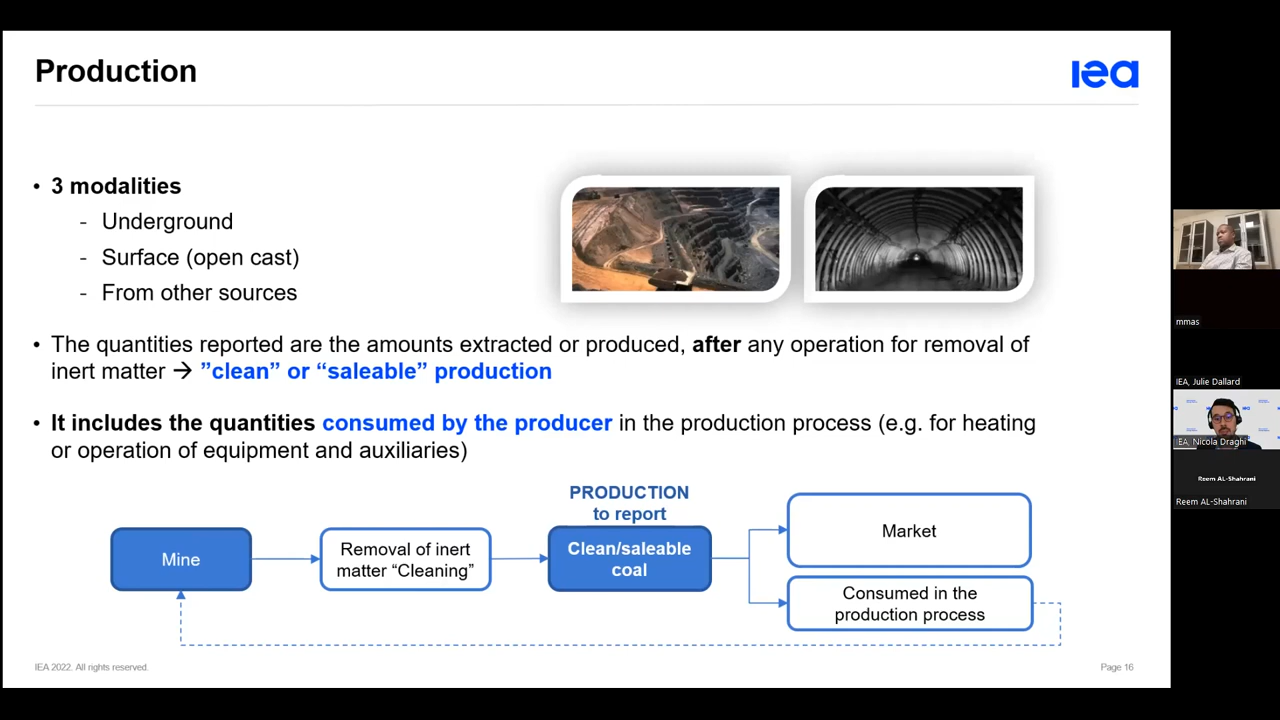 Production
iea
• 3 modalities
- Underground
- Surface (open cast)
- From other sources
• The quantities reported are the amounts extracted or produced, after any operation for removal of
inert matter → ”clean” or “saleable” production
• It includes the quantities consumed by the producer in the production process (e.g. for heating
or operation of equipment and auxiliaries)
PRODUCTION
to report
Mine
Removal of inert
matter “Cleaning”
Clean/saleable
coal
Market
Consumed in the
production process
IEA 2022. All rights reserved.
Page 16
mmas
IEA, Julie Dallard
IEA, Nicola Draghi
Reem AL-Shahrani
Reem AL-Shahrani